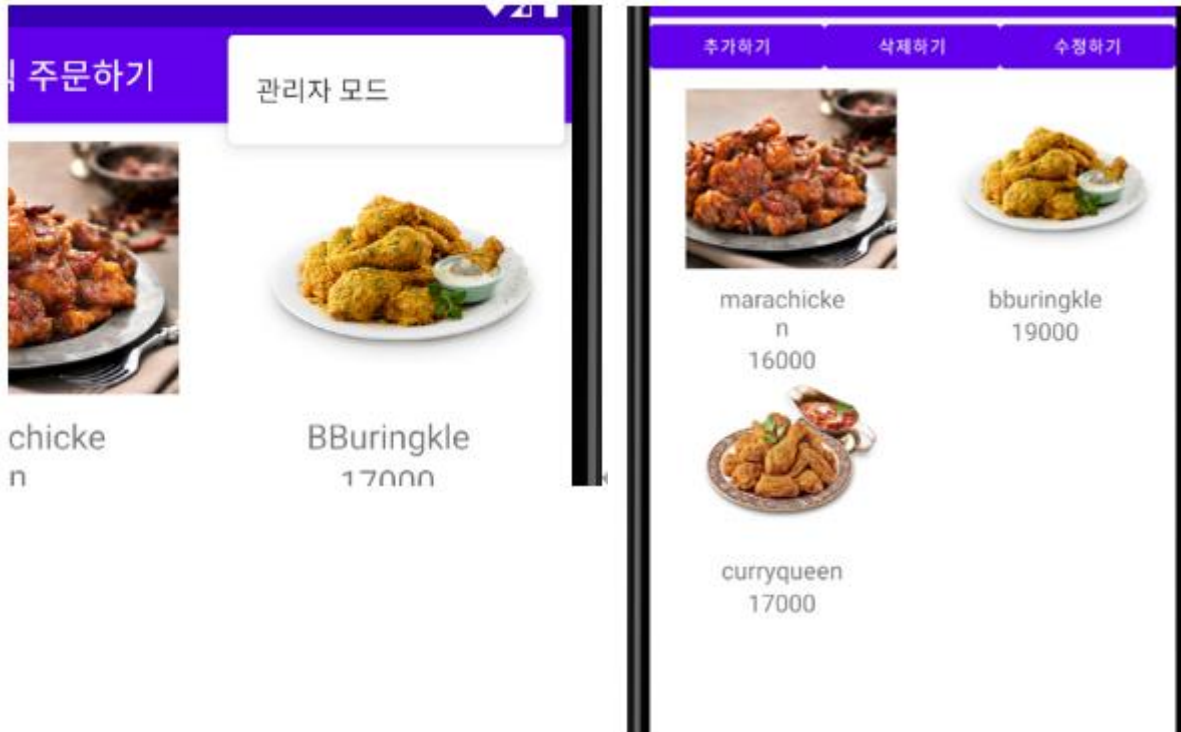 주문하기
관리자 모드
chicke
n
BBuringkle
17000
추가하기
삭제하기
수정하기
marachicke
n
16000
bburingkle
19000
curryqueen
17000